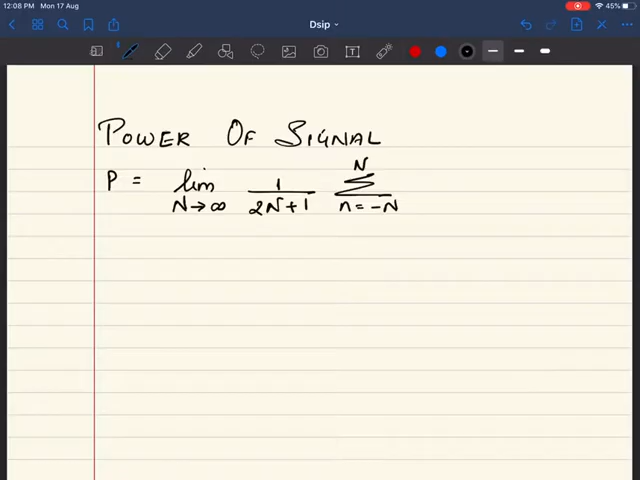 12:08 PM Mon 17 Aug 45%
Dsip
POWER OF SIGNAL
P = lim N→∞ 1/2N+1 Σ N n=-N